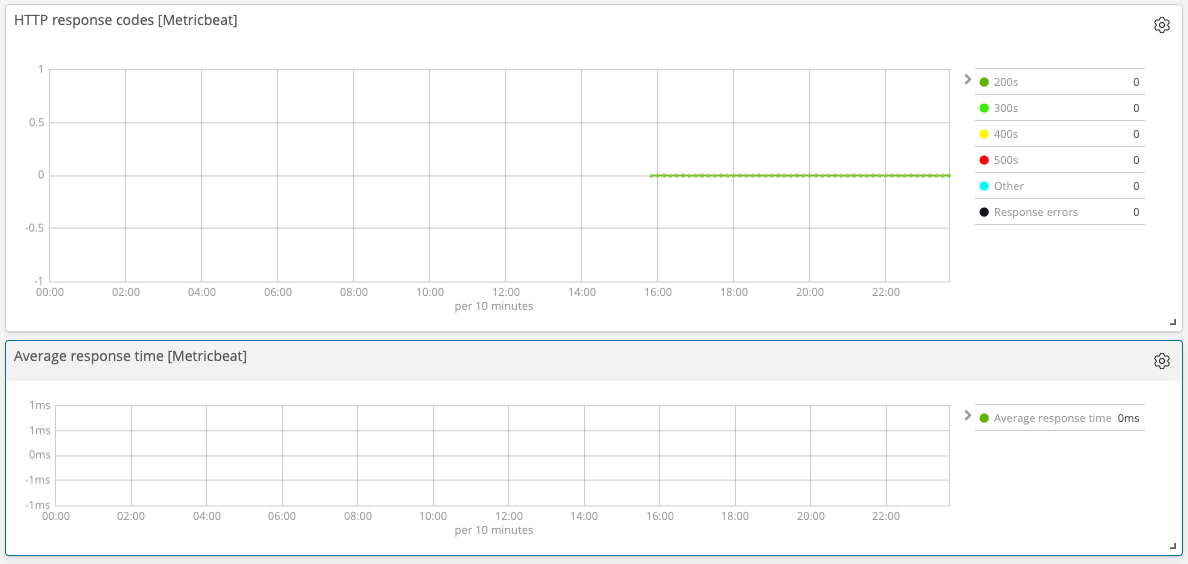 HTTP response codes [Metricbeat]
1
0.5
0
-0.5
-1
00:00 02:00 04:00 06:00 08:00 10:00 12:00 14:00 16:00 18:00 20:00 22:00
per 10 minutes
200s 0
300s 0
400s 0
500s 0
Other 0
Response errors 0
Average response time [Metricbeat]
1ms
1ms
0ms
-1ms
-1ms
00:00 02:00 04:00 06:00 08:00 10:00 12:00 14:00 16:00 18:00 20:00 22:00
per 10 minutes
Average response time 0ms